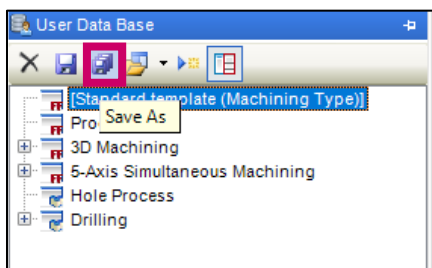 User Data Base
[Standard template (Machining Type)]
Pro
Save As
3D Machining
5-Axis Simultaneous Machining
Hole Process
Drilling